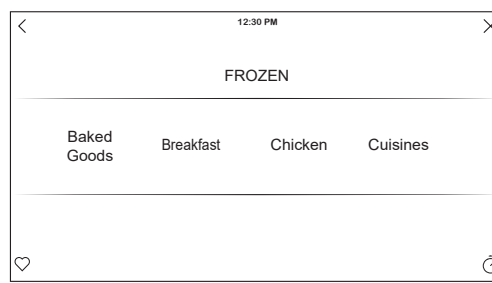 12:30 PM
FROZEN
Baked
Goods
Breakfast
Chicken
Cuisines